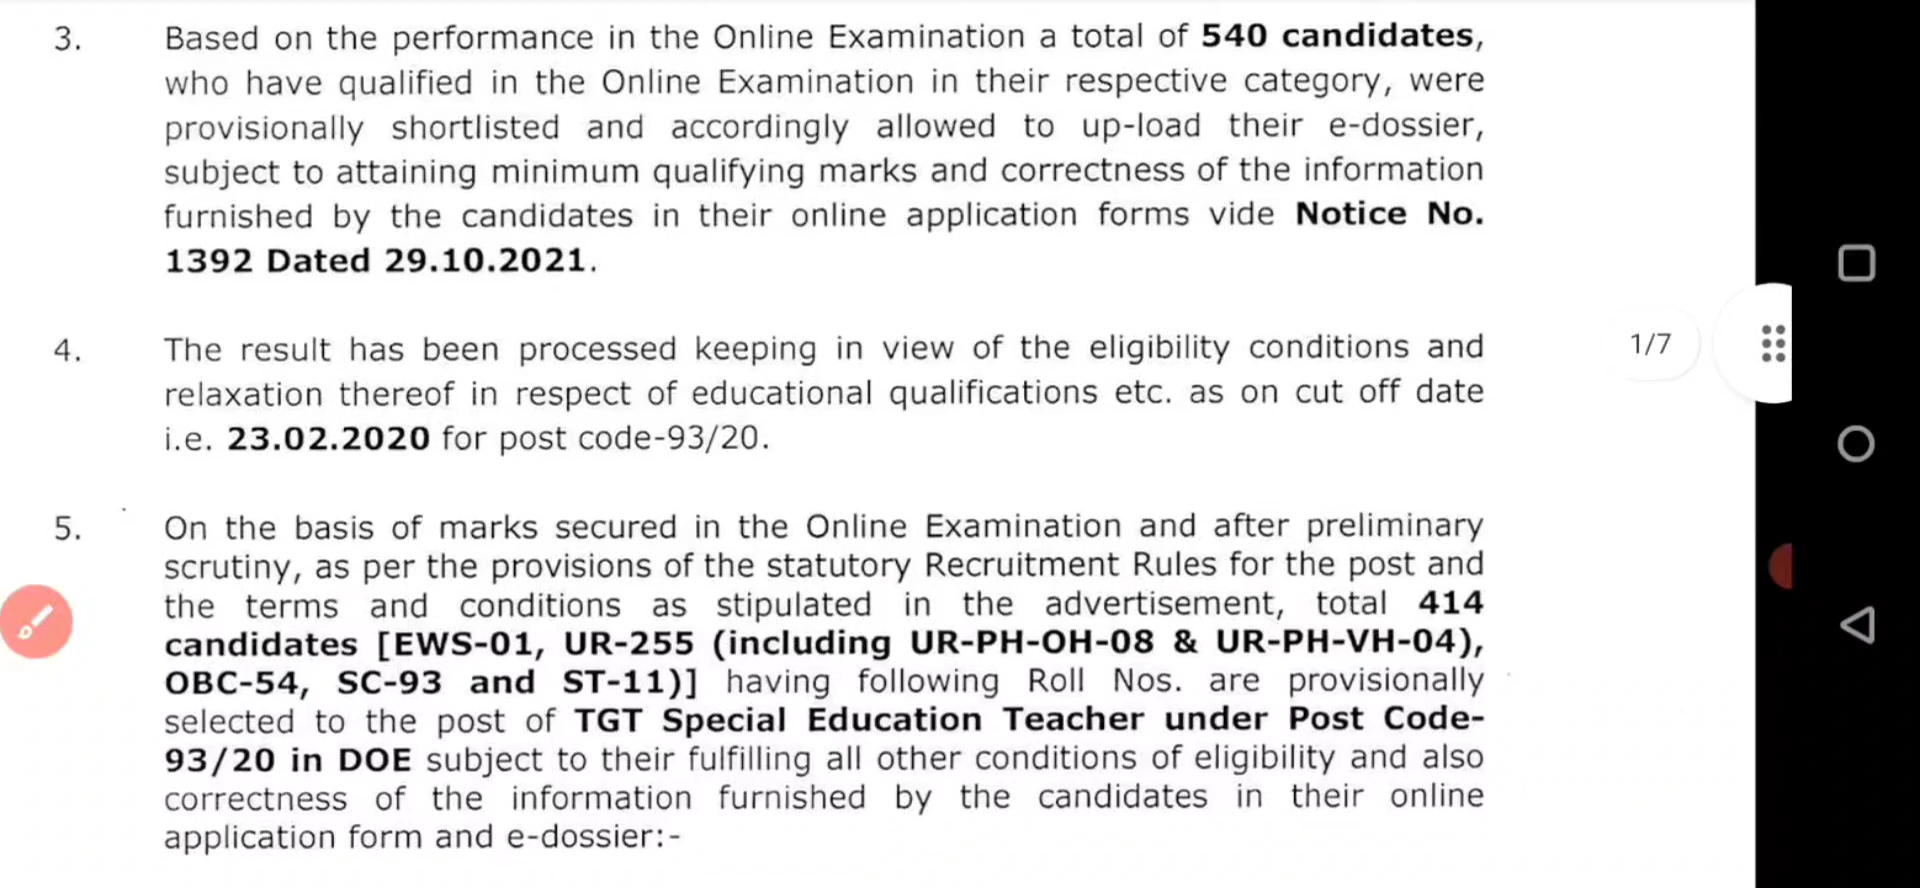 3. Based on the performance in the Online Examination a total of 540 candidates,
who have qualified in the Online Examination in their respective category, were
provisionally shortlisted and accordingly allowed to up-load their e-dossier,
subject to attaining minimum qualifying marks and correctness of the information
furnished by the candidates in their online application forms vide Notice No.
1392 Dated 29.10.2021.
4. The result has been processed keeping in view of the eligibility conditions and
relaxation thereof in respect of educational qualifications etc. as on cut off date
i.e. 23.02.2020 for post code-93/20.
1/7
5. On the basis of marks secured in the Online Examination and after preliminary
scrutiny, as per the provisions of the statutory Recruitment Rules for the post and
the terms and conditions as stipulated in the advertisement, total 414
candidates [EWS-01, UR-255 (including UR-PH-OH-08 & UR-PH-VH-04),
OBC-54, SC-93 and ST-11)] having following Roll Nos. are provisionally
selected to the post of TGT Special Education Teacher under Post Code-
93/20 in DOE subject to their fulfilling all other conditions of eligibility and also
correctness of the information furnished by the candidates in their online
application form and e-dossier:-